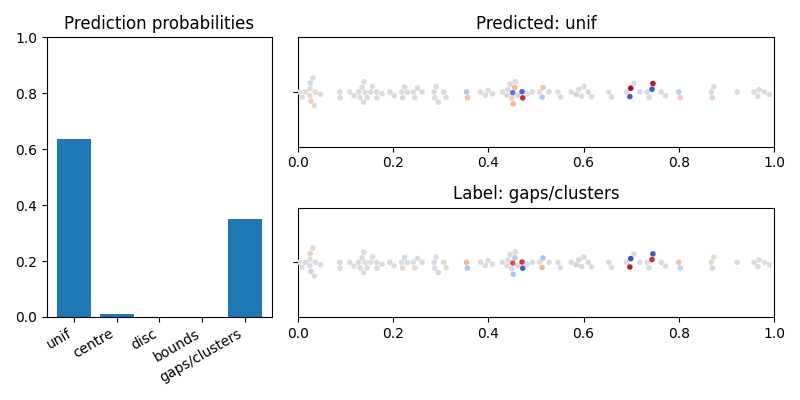 Prediction probabilities
1.0
0.8
0.6
0.4
0.2
0.0
unif
centre
disc
bounds
gaps/clusters
Predicted: unif
0.0 0.2 0.4 0.6 0.8 1.0
Label: gaps/clusters
0.0 0.2 0.4 0.6 0.8 1.0